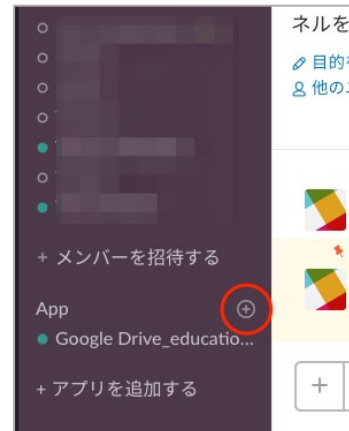 + メンバーを招待する
App
Google Drive_educatio...
+ アプリを追加する
ネルを
目的
他の